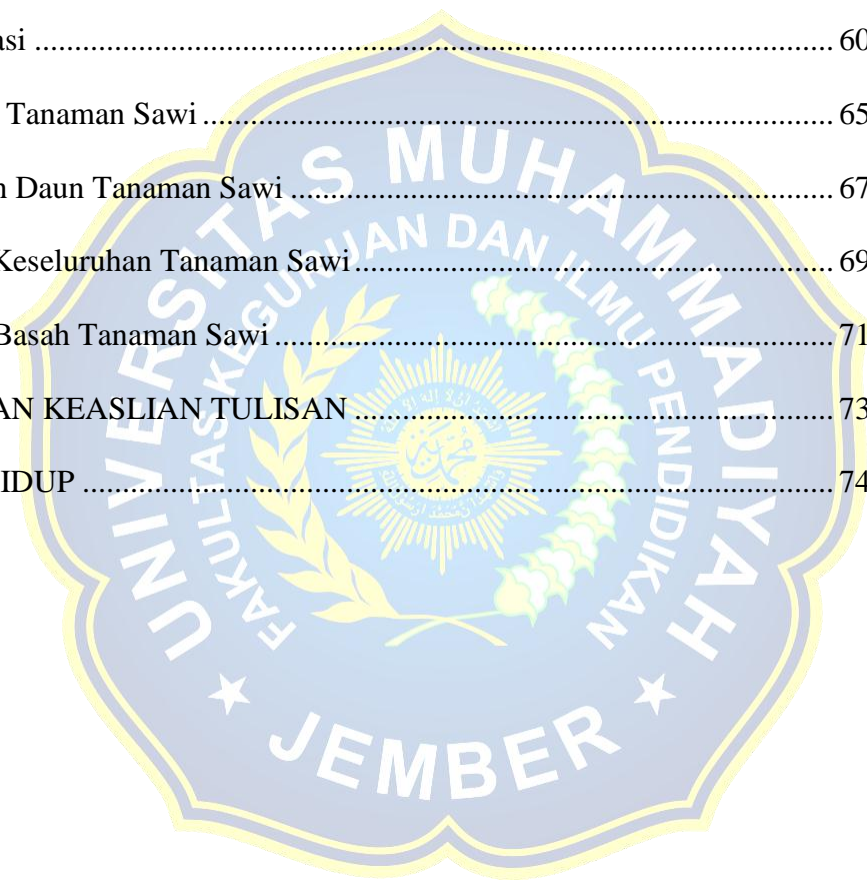 asi ........................................................................................................ 60
Tanaman Sawi .................................................................................. 65
n Daun Tanaman Sawi ...................................................................... 67
Keseluruhan Tanaman Sawi .............................................................. 69
Basah Tanaman Sawi ........................................................................ 71
AN KEASLIAN TULISAN .............................................................. 73
IDUP .................................................................................................. 74
UNIVERSITAS MUHAMMADIYAH
FAKULTAS KEGURUAN DAN ILMU PENDIDIKAN
★ JEMBER ★